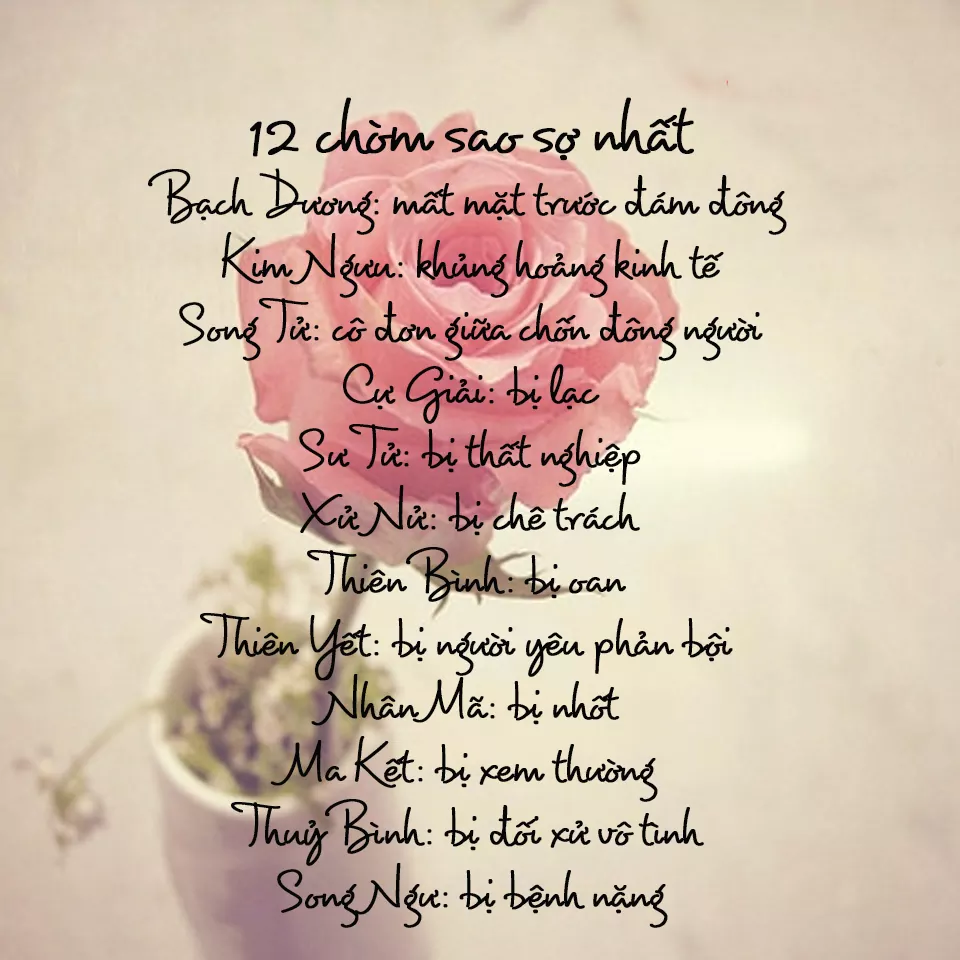 12 chòm sao sợ nhất
Bạch Dương: mất mặt trước đám đông
Kim Ngưu: khủng hoảng kinh tế
Song Tử: cô đơn giữa chốn đông người
Cự Giải: bị lạc
Sư Tử: bị thất nghiệp
Xử Nử: bị chê trách
Thiên Bình: bị oan
Thiên Yết: bị người yêu phản bội
Nhân Mã: bị nhốt
Ma Kết: bị xem thường
Thuỷ Bình: bị đối xử vô tình
Song Ngư: bị bệnh nặng